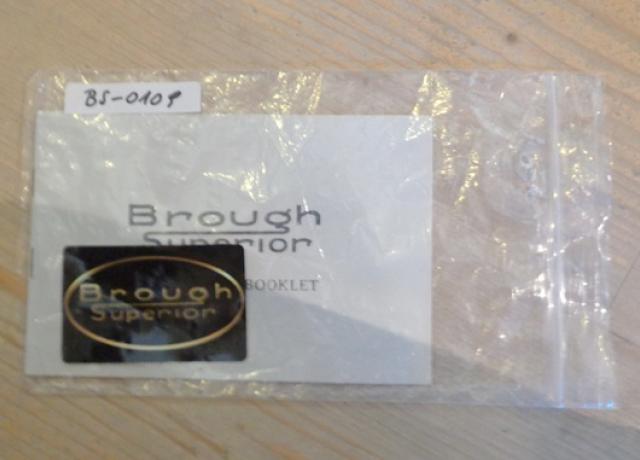 BS-0109
Brough
Superior
BOOKLET
Brough
Superior